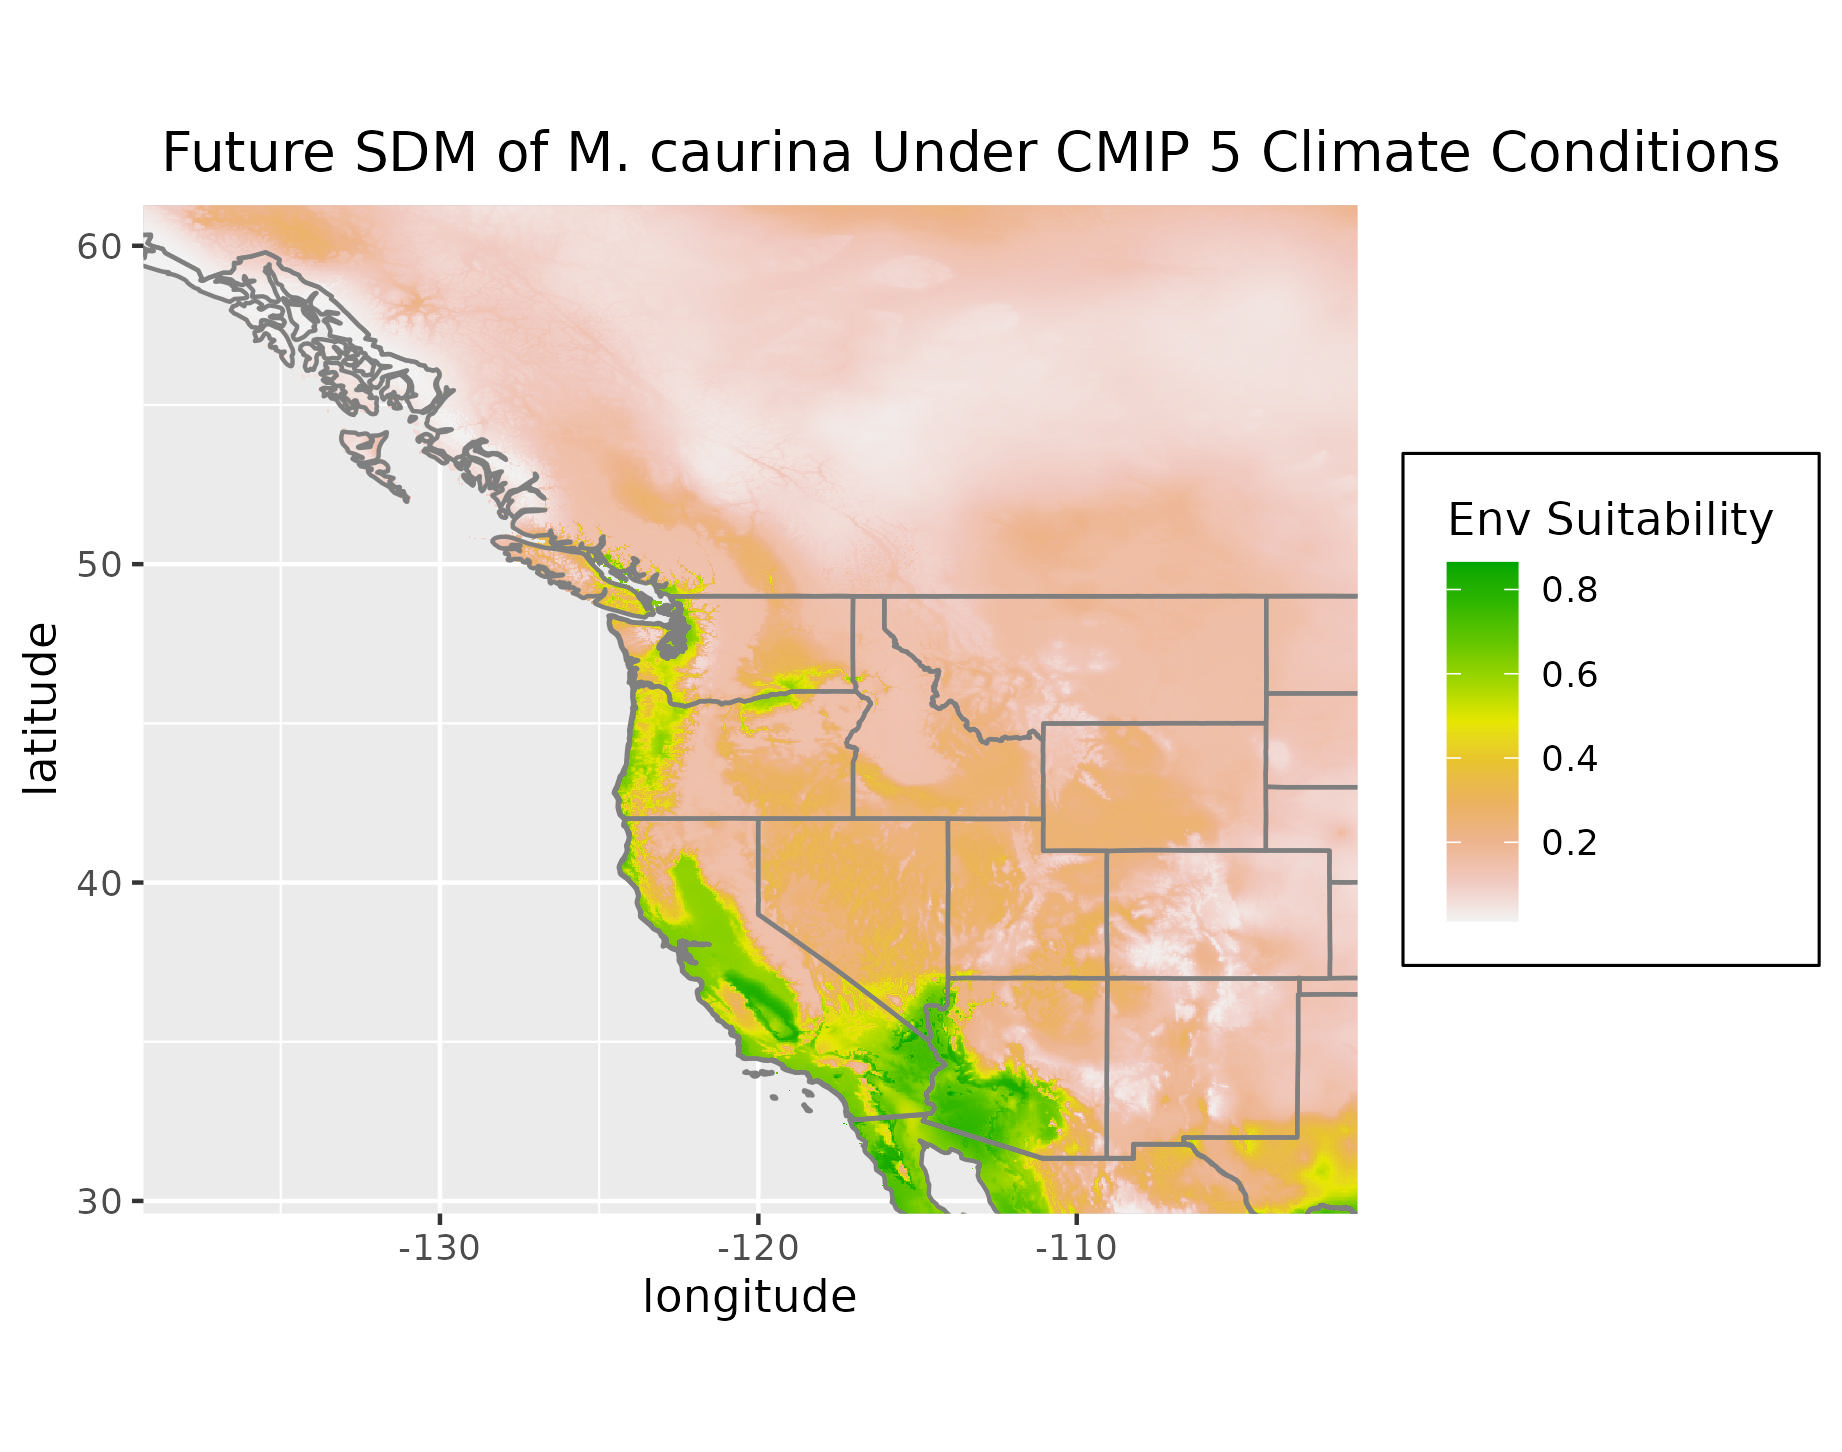 Future SDM of M. caurina Under CMIP 5 Climate Conditions
60
50
40
30
latitude
-130
-120
-110
longitude
Env Suitability
0.8
0.6
0.4
0.2